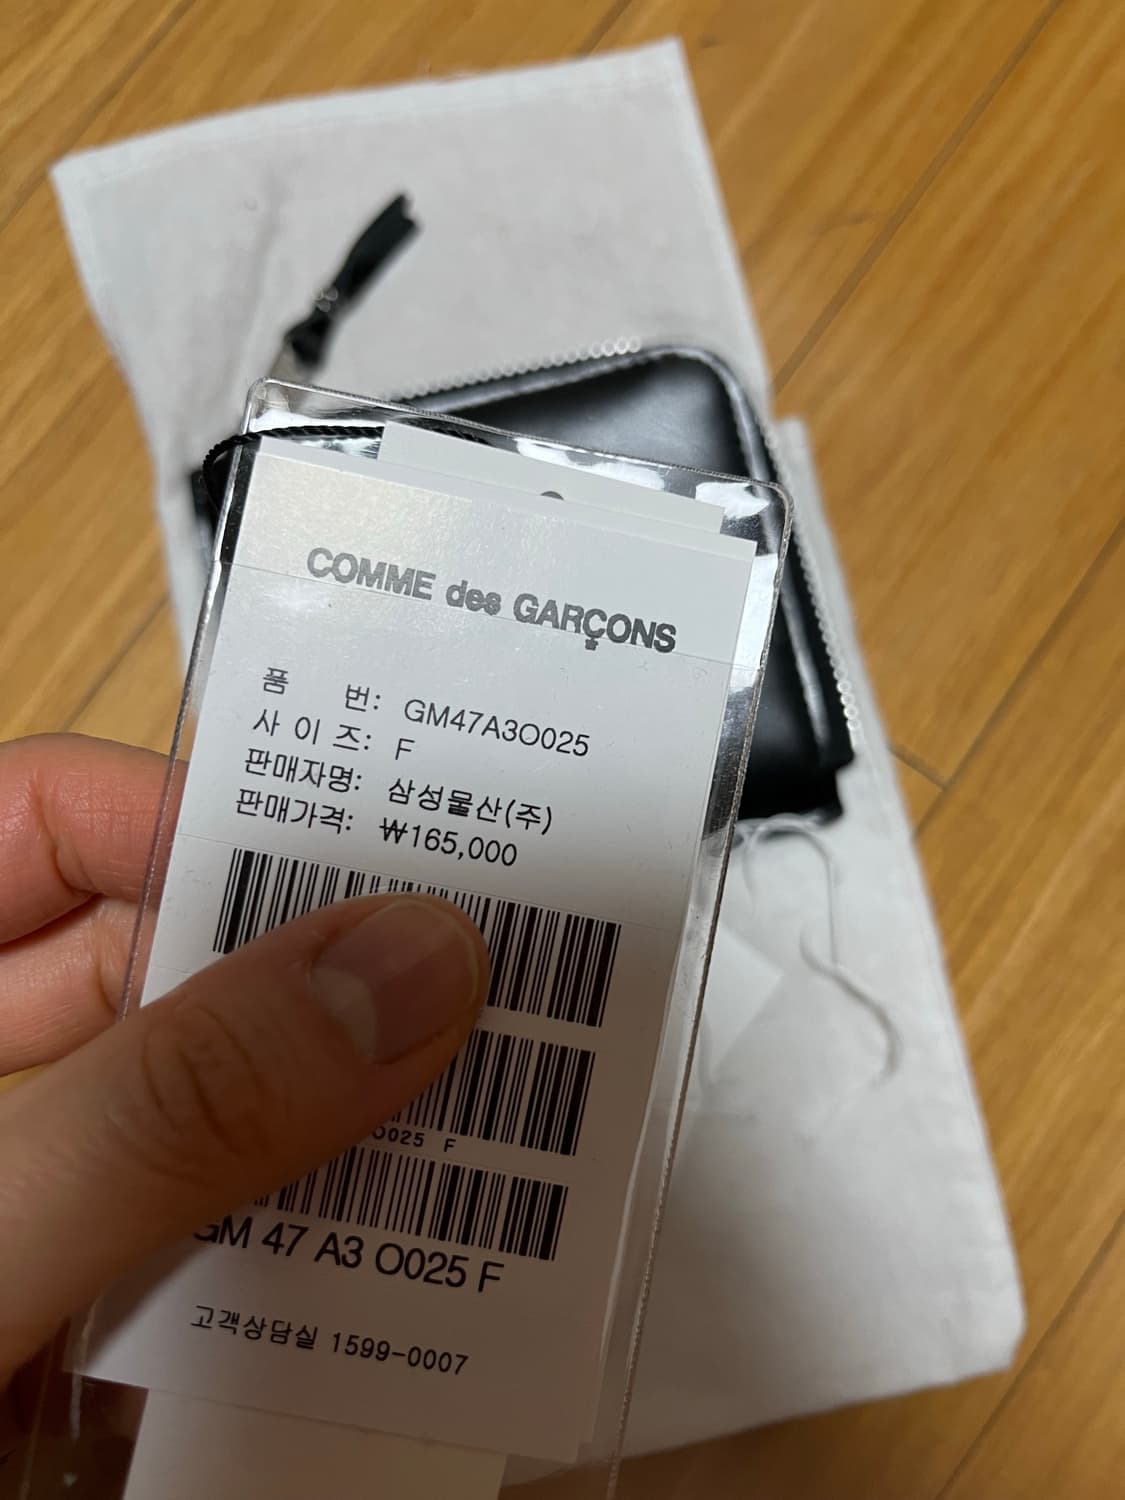 COMME des GARÇONS
품 번: GM47A3O025
사 이 즈: F
판매자명: 삼성물산(주)
판매가격: ₩165,000
O025 F
GM 47 A3 O025 F
고객상담실 1599-0007